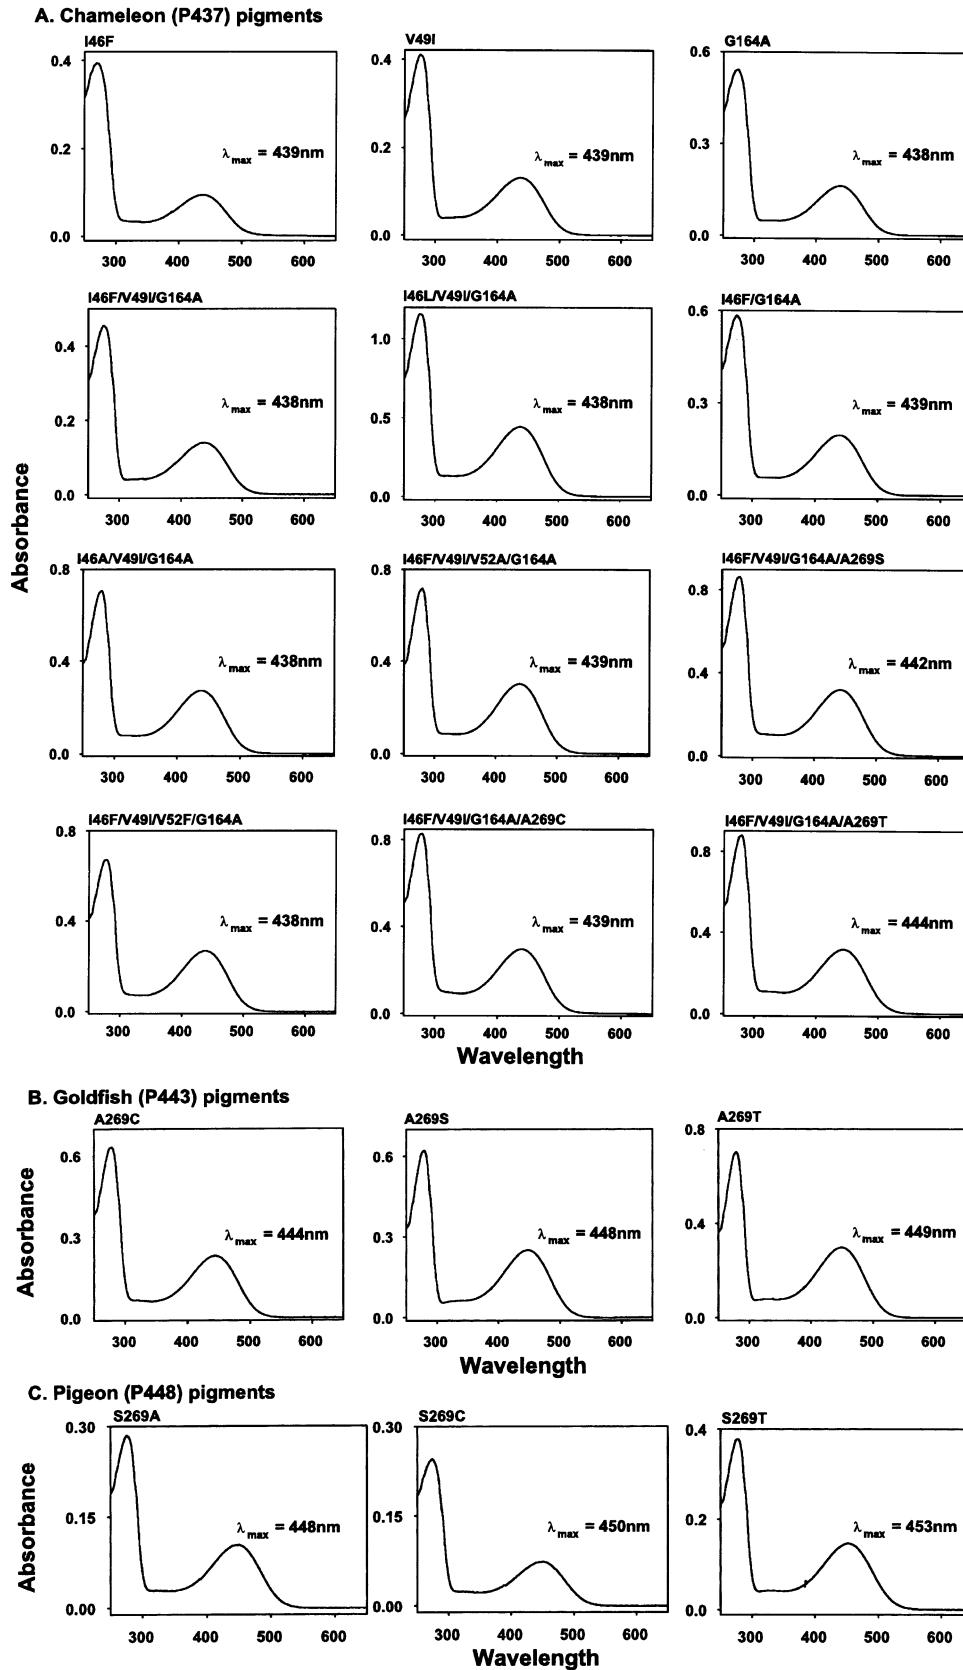 A. Chameleon (P437) pigments
I46F
V49I
G164A
0.4
0.2
0.0
λmax = 439nm
300 400 500 600
0.4
0.2
0.0
λmax = 439nm
300 400 500 600
0.6
0.3
0.0
λmax = 438nm
300 400 500 600
I46F/V49I/G164A
I46L/V49I/G164A
I46F/G164A
0.4
0.2
0.0
λmax = 438nm
300 400 500 600
1.0
0.5
0.0
λmax = 438nm
300 400 500 600
0.6
0.3
0.0
λmax = 439nm
300 400 500 600
Absorbance
I46A/V49I/G164A
I46F/V49I/V52A/G164A
I46F/V49I/G164A/A269S
0.8
0.4
0.0
λmax = 438nm
300 400 500 600
0.8
0.4
0.0
λmax = 439nm
300 400 500 600
0.8
0.4
0.0
λmax = 442nm
300 400 500 600
I46F/V49I/V52F/G164A
I46F/V49I/G164A/A269C
I46F/V49I/G164A/A269T
0.8
0.4
0.0
λmax = 438nm
300 400 500 600
0.8
0.4
0.0
λmax = 439nm
300 400 500 600
0.8
0.4
0.0
λmax = 444nm
300 400 500 600
Wavelength
B. Goldfish (P443) pigments
A269C
A269S
A269T
Absorbance
0.6
0.3
0.0
λmax = 444nm
300 400 500 600
0.6
0.3
0.0
λmax = 448nm
300 400 500 600
0.8
0.4
0.0
λmax = 449nm
300 400 500 600
Wavelength
C. Pigeon (P448) pigments
S269A
S269C
S269T
Absorbance
0.30
0.15
0.00
λmax = 448nm
300 400 500 600
0.30
0.15
0.00
λmax = 450nm
300 400 500 600
0.4
0.2
0.0
λmax = 453nm
300 400 500 600
Wavelength